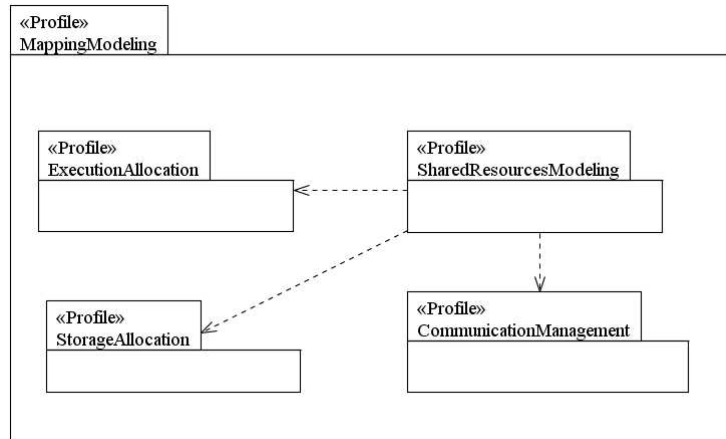 «Profile»
MappingModeling
«Profile»
ExecutionAllocation
«Profile»
SharedResourcesModeling
«Profile»
StorageAllocation
«Profile»
CommunicationManagement